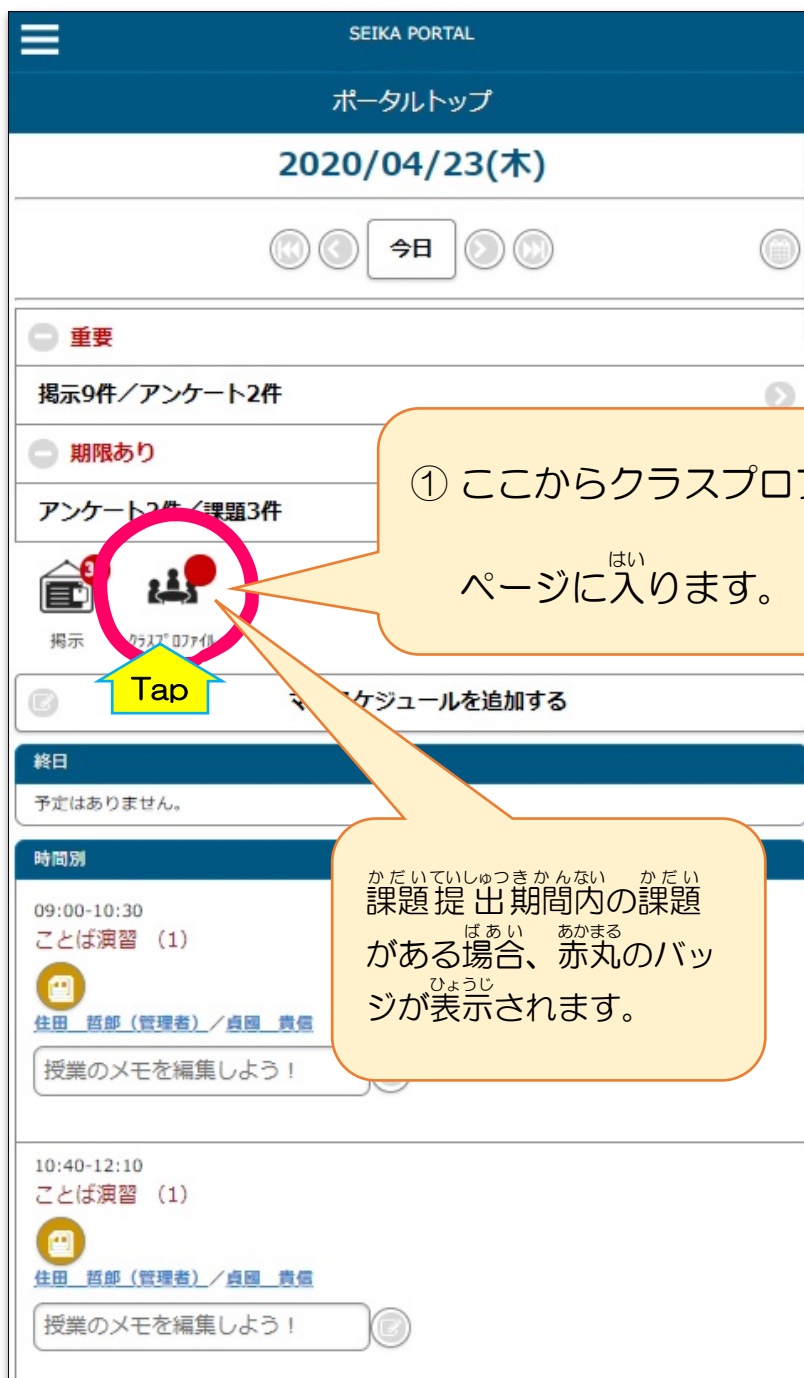 SEIKA PORTAL
ポータルトップ
2020/04/23(木)
今日
重要
掲示9件／アンケート2件
期限あり
アンケート2件／課題3件
① ここからクラスプロフ
はい
ページに入ります。
3
掲示
ｸﾗｽﾌﾟﾛﾌｧｲﾙ
Tap
マ
ケジュールを追加する
終日
予定はありません。
時間別
かだいていしゅつきかんない かだい
課題提出期間内の課題
ばあい あかまる
がある場合、赤丸のバッ
ひょうじ
ジが表示されます。
09:00-10:30
ことば演習 （1）
住田 哲郎（管理者）／貞國 貴信
授業のメモを編集しよう！
10:40-12:10
ことば演習 （1）
住田 哲郎（管理者）／貞國 貴信
授業のメモを編集しよう！